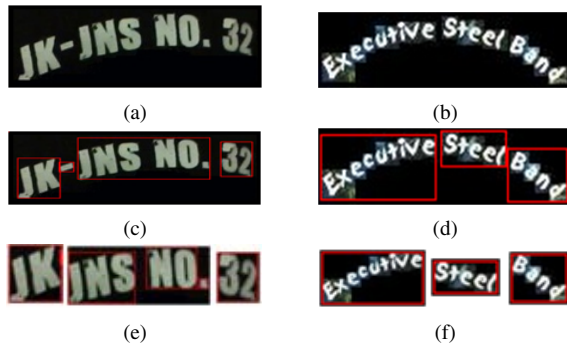 JK-JNS NO. 32
Executive Steel Band
(a)
(b)
JK-JNS NO. 32
Executive Steel Band
(c)
(d)
JK JNS NO. 32
Executive Steel Band
(e)
(f)